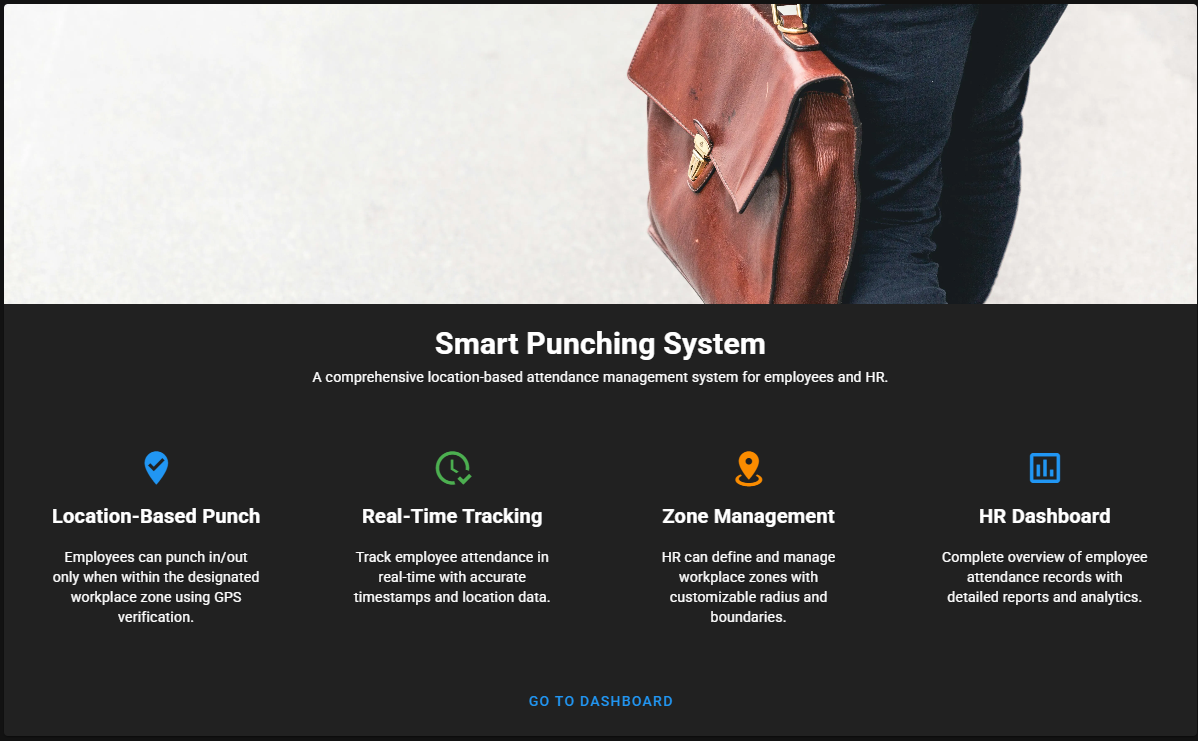 Smart Punching System
A comprehensive location-based attendance management system for employees and HR.
Location-Based Punch
Employees can punch in/out
only when within the designated
workplace zone using GPS
verification.
Real-Time Tracking
Track employee attendance in
real-time with accurate
timestamps and location data.
Zone Management
HR can define and manage
workplace zones with
customizable radius and
boundaries.
HR Dashboard
Complete overview of employee
attendance records with
detailed reports and analytics.
GO TO DASHBOARD